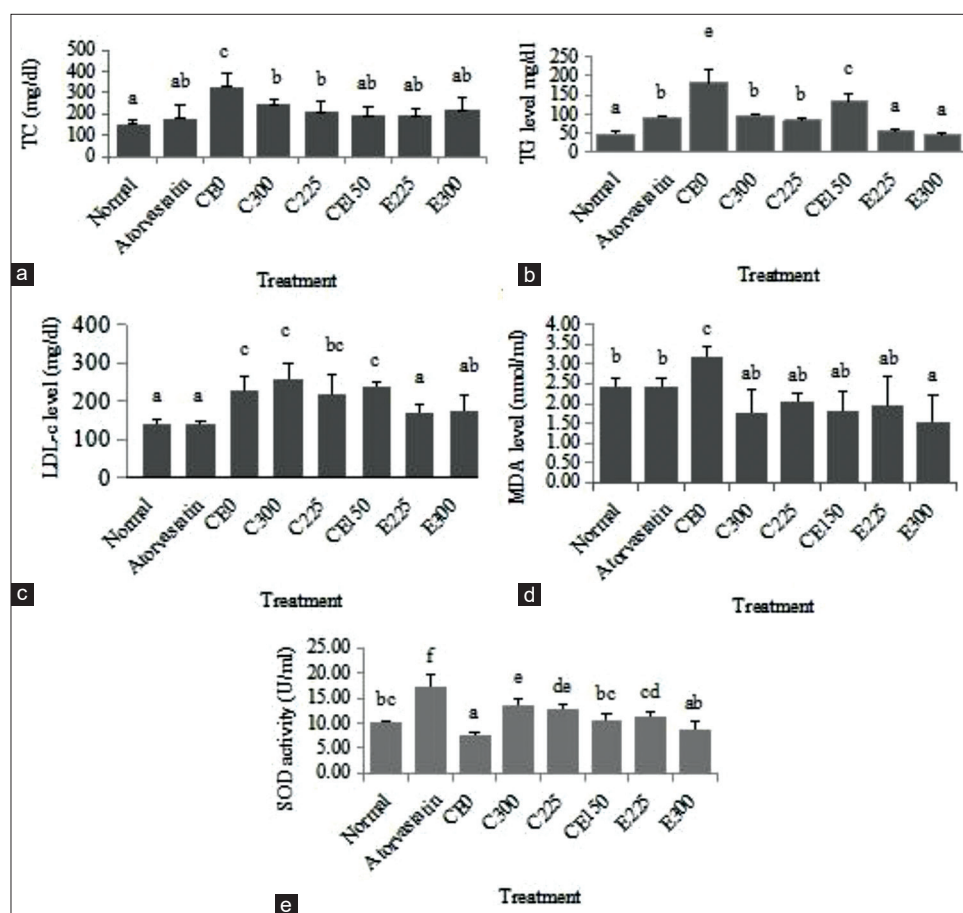 TC (mg/dl)
500
400
300
200
100
0
a ab c b b ab ab ab
Normal Atorvastatin CE0 C300 C225 CE150 E225 E300
Treatment
a
TG level mg/dl
250
200
150
100
50
0
a b e b b c a a
Normal Atorvastatin CE0 C300 C225 CE150 E225 E300
Treatment
b
LDL-c level (mg/dl)
400
300
200
100
0
a a c c bc c a ab
Normal Atorvastatin CE0 C300 C225 CE150 E225 E300
Treatment
c
MDA level (nmol/ml)
4.00
3.50
3.00
2.50
2.00
1.50
1.00
0.50
0.00
b b c ab ab ab ab a
Normal Atorvastatin CE0 C300 C225 CE150 E225 E300
Treatment
d
SOD activity (U/ml)
25.00
20.00
15.00
10.00
5.00
0.00
bc f a e de bc cd ab
Normal Atorvastatin CE0 C300 C225 CE150 E225 E300
Treatment
e